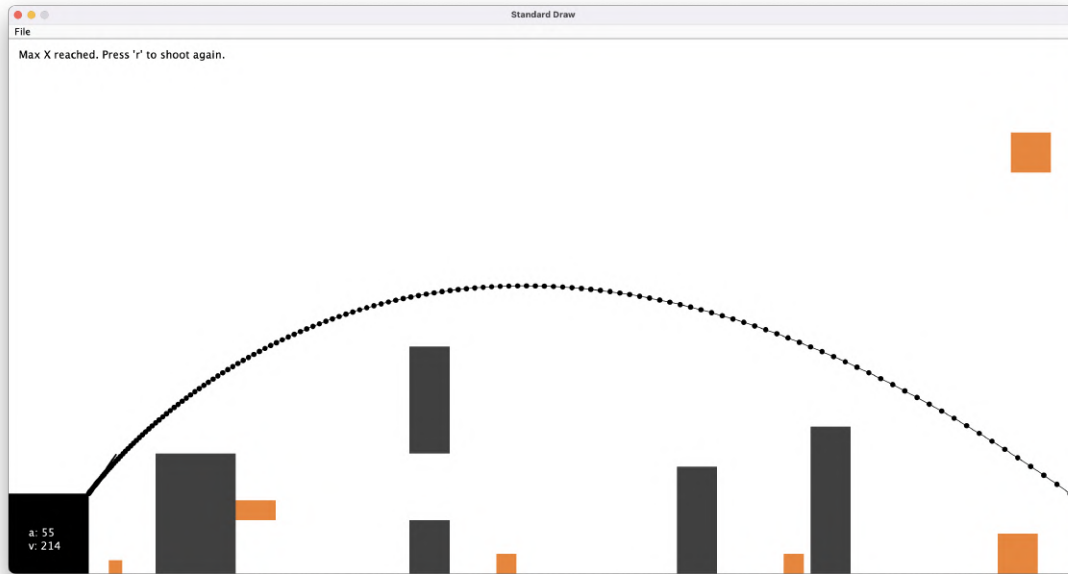 Standard Draw
File
Max X reached. Press 'r' to shoot again.
a: 55
v: 214